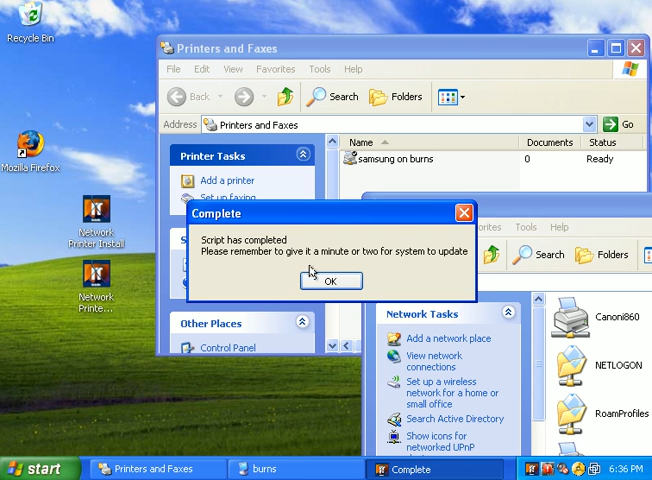 Recycle Bin
Mozilla Firefox
Network
Printer Install
Network
Printe...
Printers and Faxes
File Edit View Favorites Tools Help
Back Search Folders
Address Printers and Faxes Go
Printer Tasks
Add a printer
Set up faxing
Other Places
Control Panel
Name Documents Status
samsung on burns 0 Ready
Complete
Script has completed
Please remember to give it a minute or two for system to update
OK
Tools Help
Search Folders
Network Tasks
Add a network place
View network
connections
Set up a wireless
network for a home or
small office
Search Active Directory
Show icons for
networked UPnP
Canoni860
NETLOGON
RoamProfiles
start Printers and Faxes burns Complete 6:36 PM